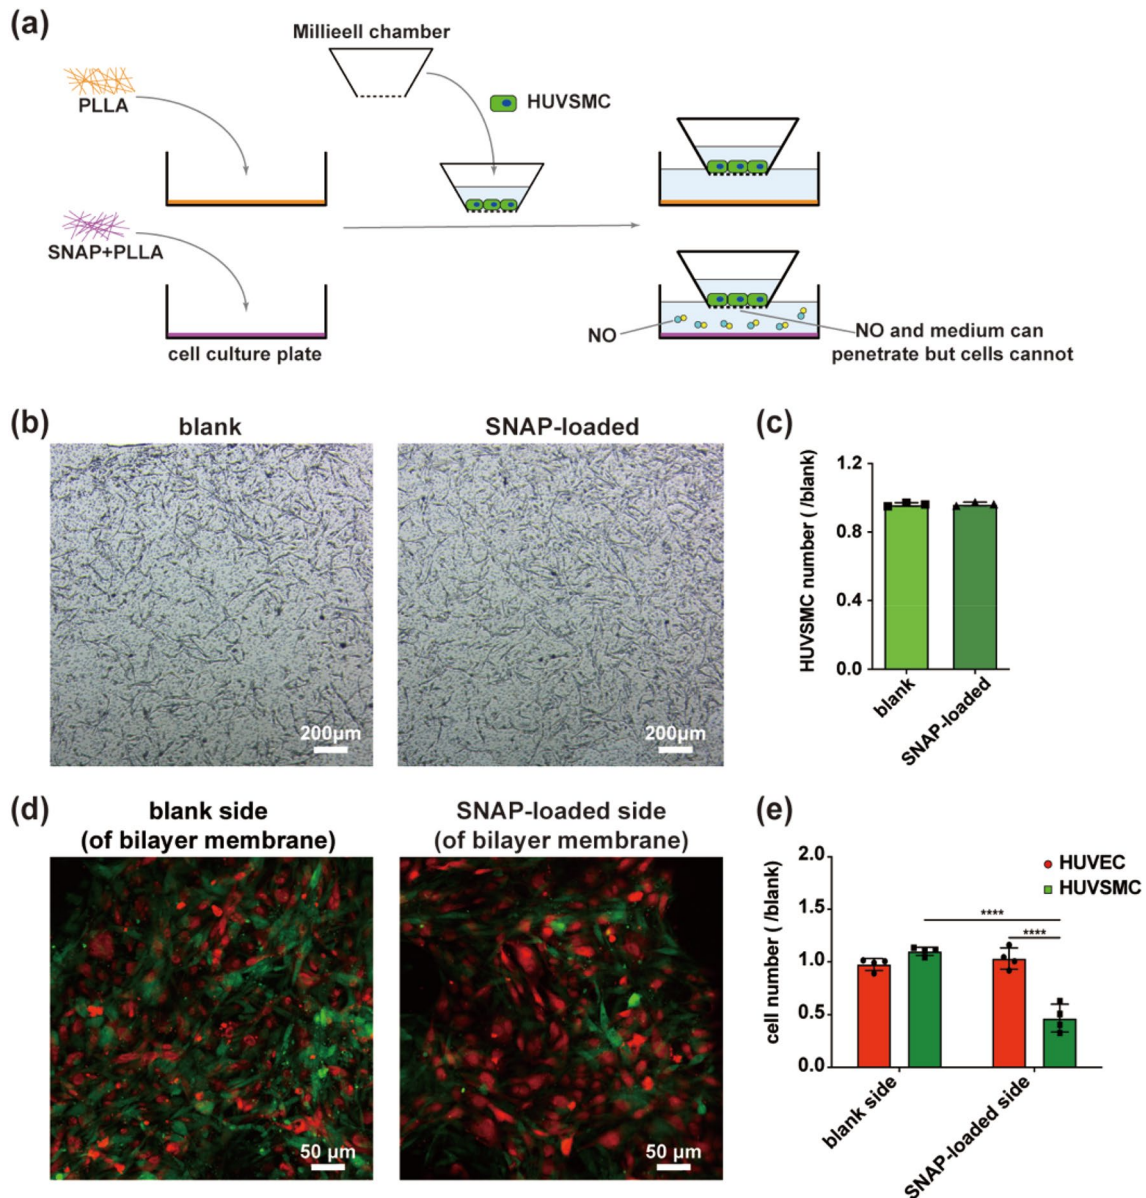 (a)
Millieell chamber
PLLA
HUVSMC
SNAP+PLLA
cell culture plate
NO
NO and medium can
penetrate but cells cannot
(b)
blank
SNAP-loaded
200μm
200μm
(c)
HUVSMC number ( /blank)
1.2
0.8
0.4
0.0
blank
SNAP-loaded
(d)
blank side
(of bilayer membrane)
SNAP-loaded side
(of bilayer membrane)
50 μm
50 μm
(e)
cell number ( /blank)
2.0
1.5
1.0
0.5
0.0
HUVEC
HUVSMC
****
****
blank side
SNAP-loaded side